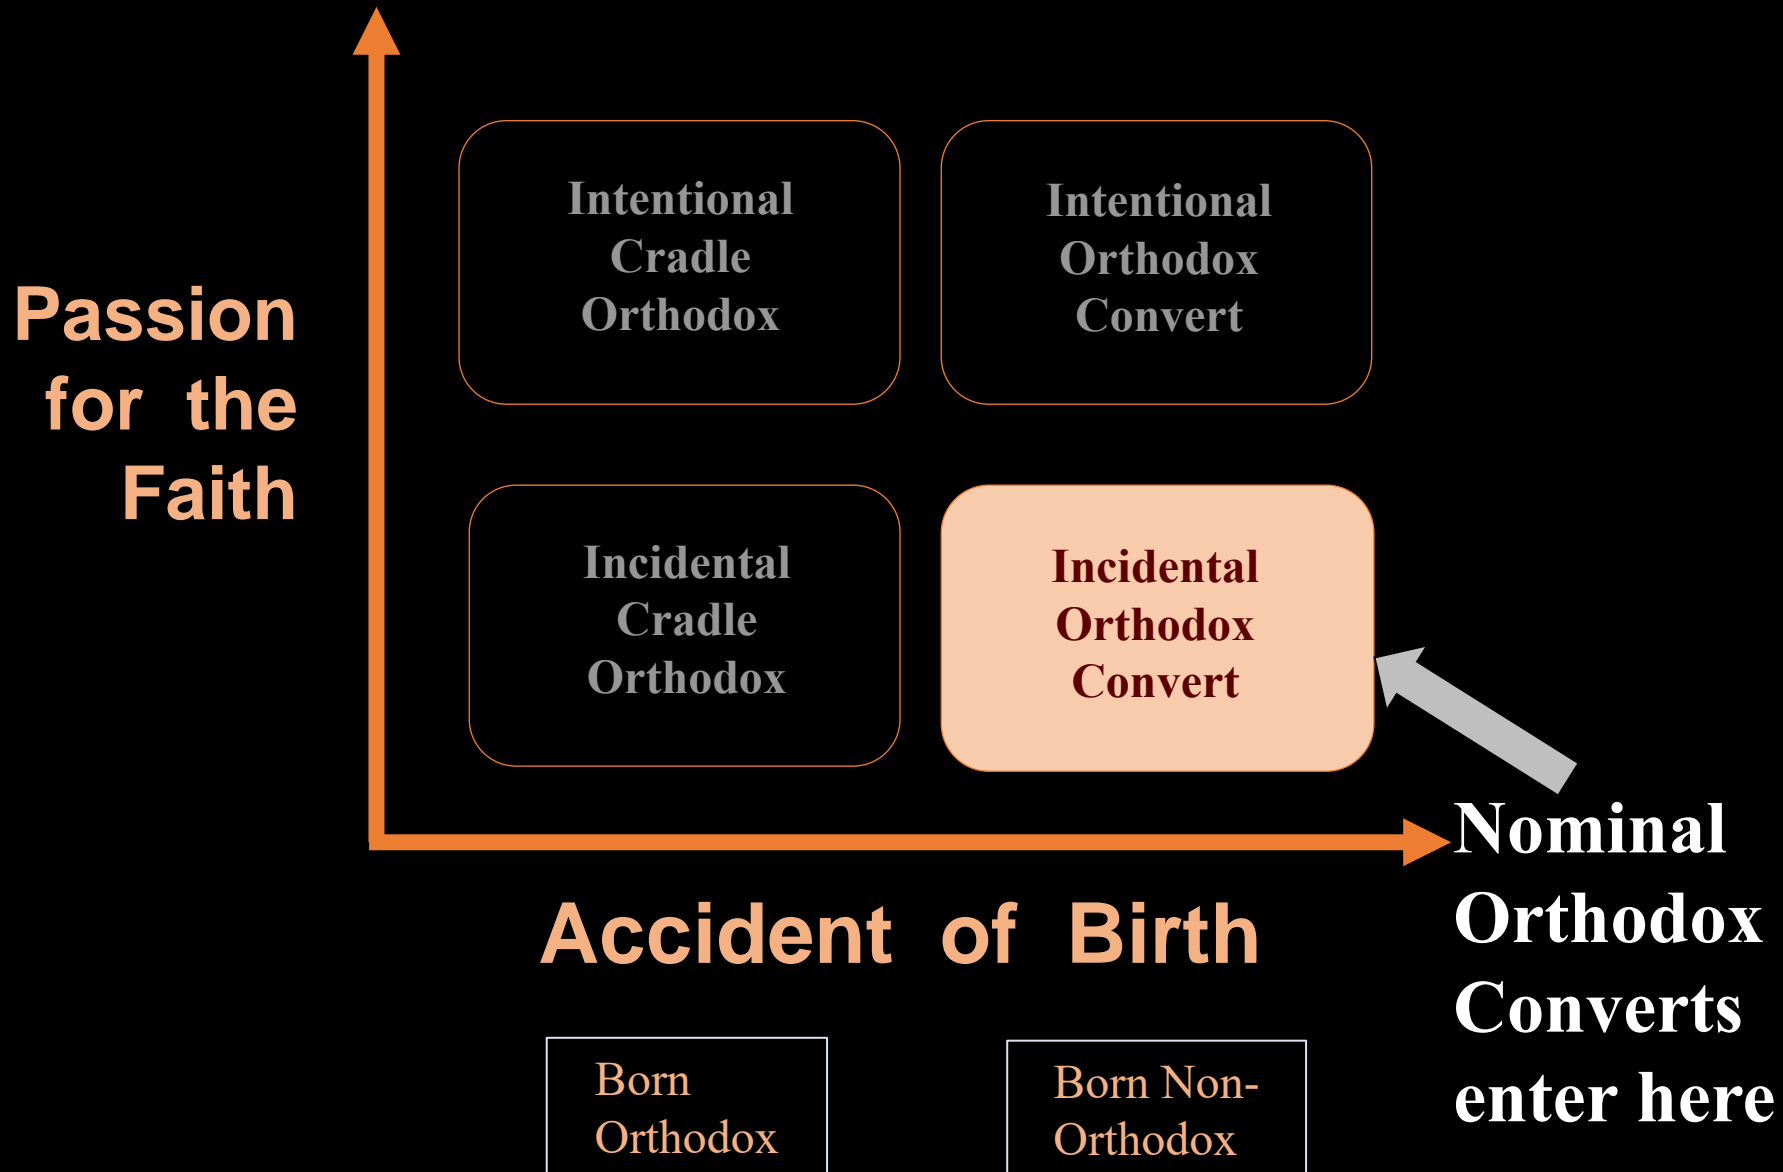 Intentional
Cradle
Orthodox
Intentional
Orthodox
Convert
Passion
for the
Faith
Incidental
Cradle
Orthodox
Incidental
Orthodox
Convert
Nominal
Orthodox
Converts
enter here
Accident of Birth
Born
Orthodox
Born Non-
Orthodox